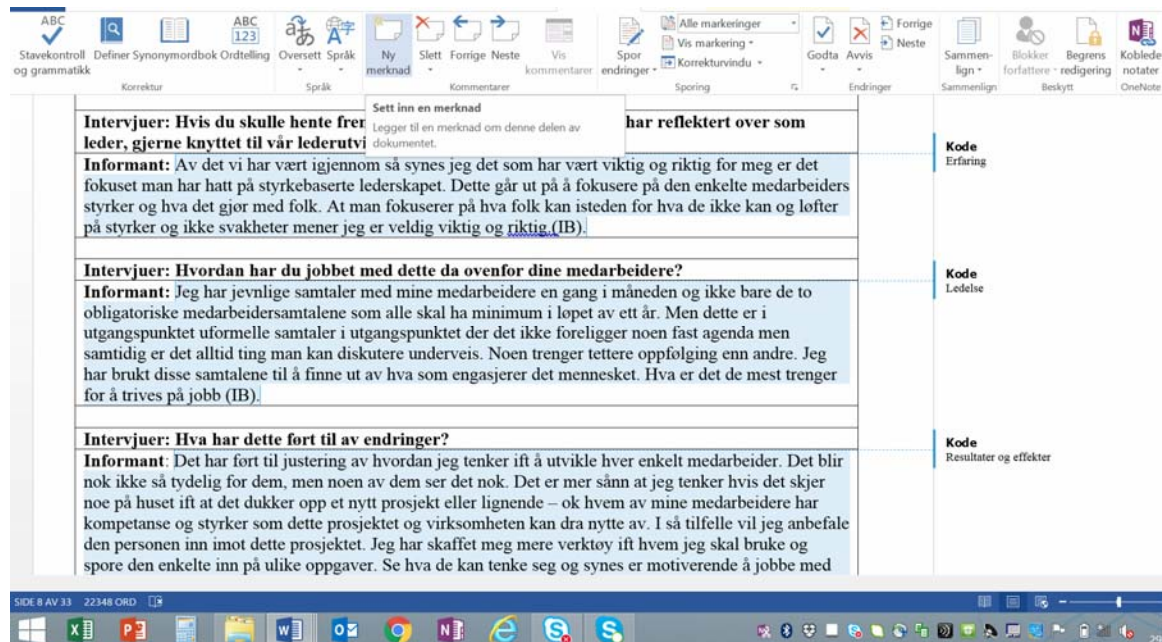 ABC
ABC
123
Alle markeringer
Vis markering
Korrekturvindu
Forrige
Neste
Stavekontroll
og grammatikk
Definer
Synonymordbok
Ordtelling
Oversett
Språk
Ny
merknad
Slett
Forrige
Neste
Vis
kommentarer
Spor
endringer
Godta
Avvis
Sammen-
lign
Blokker
forfattere
Begrens
redigering
Koblede
notater
Korrektur
Språk
Kommentarer
Sporing
Endringer
Sammenlign
Beskytt
OneNote
Sett inn en merknad
Legger til en merknad om denne delen av
dokumentet.
Intervjuer: Hvis du skulle hente frem har reflektert over som
leder, gjerne knyttet til vår lederutvi
Informant: Av det vi har vært igjennom så synes jeg det som har vært viktig og riktig for meg er det
fokuset man har hatt på styrkebaserte lederskapet. Dette går ut på å fokusere på den enkelte medarbeiders
styrker og hva det gjør med folk. At man fokuserer på hva folk kan isteden for hva de ikke kan og løfter
på styrker og ikke svakheter mener jeg er veldig viktig og riktig.(IB).
Kode
Erfaring
Intervjuer: Hvordan har du jobbet med dette da ovenfor dine medarbeidere?
Informant: Jeg har jevnlige samtaler med mine medarbeidere en gang i måneden og ikke bare de to
obligatoriske medarbeidersamtalene som alle skal ha minimum i løpet av ett år. Men dette er i
utgangspunktet uformelle samtaler i utgangspunktet der det ikke foreligger noen fast agenda men
samtidig er det alltid ting man kan diskutere underveis. Noen trenger tettere oppfølging enn andre. Jeg
har brukt disse samtalene til å finne ut av hva som engasjerer det mennesket. Hva er det de mest trenger
for å trives på jobb (IB).
Kode
Ledelse
Intervjuer: Hva har dette ført til av endringer?
Informant: Det har ført til justering av hvordan jeg tenker ift å utvikle hver enkelt medarbeider. Det blir
nok ikke så tydelig for dem, men noen av dem ser det nok. Det er mer sånn at jeg tenker hvis det skjer
noe på huset ift at det dukker opp et nytt prosjekt eller lignende – ok hvem av mine medarbeidere har
kompetanse og styrker som dette prosjektet og virksomheten kan dra nytte av. I så tilfelle vil jeg anbefale
den personen inn imot dette prosjektet. Jeg har skaffet meg mere verktøy ift hvem jeg skal bruke og
spore den enkelte inn på ulike oppgaver. Se hva de kan tenke seg og synes er motiverende å jobbe med
Kode
Resultater og effekter
SIDE 8 AV 33 22348 ORD